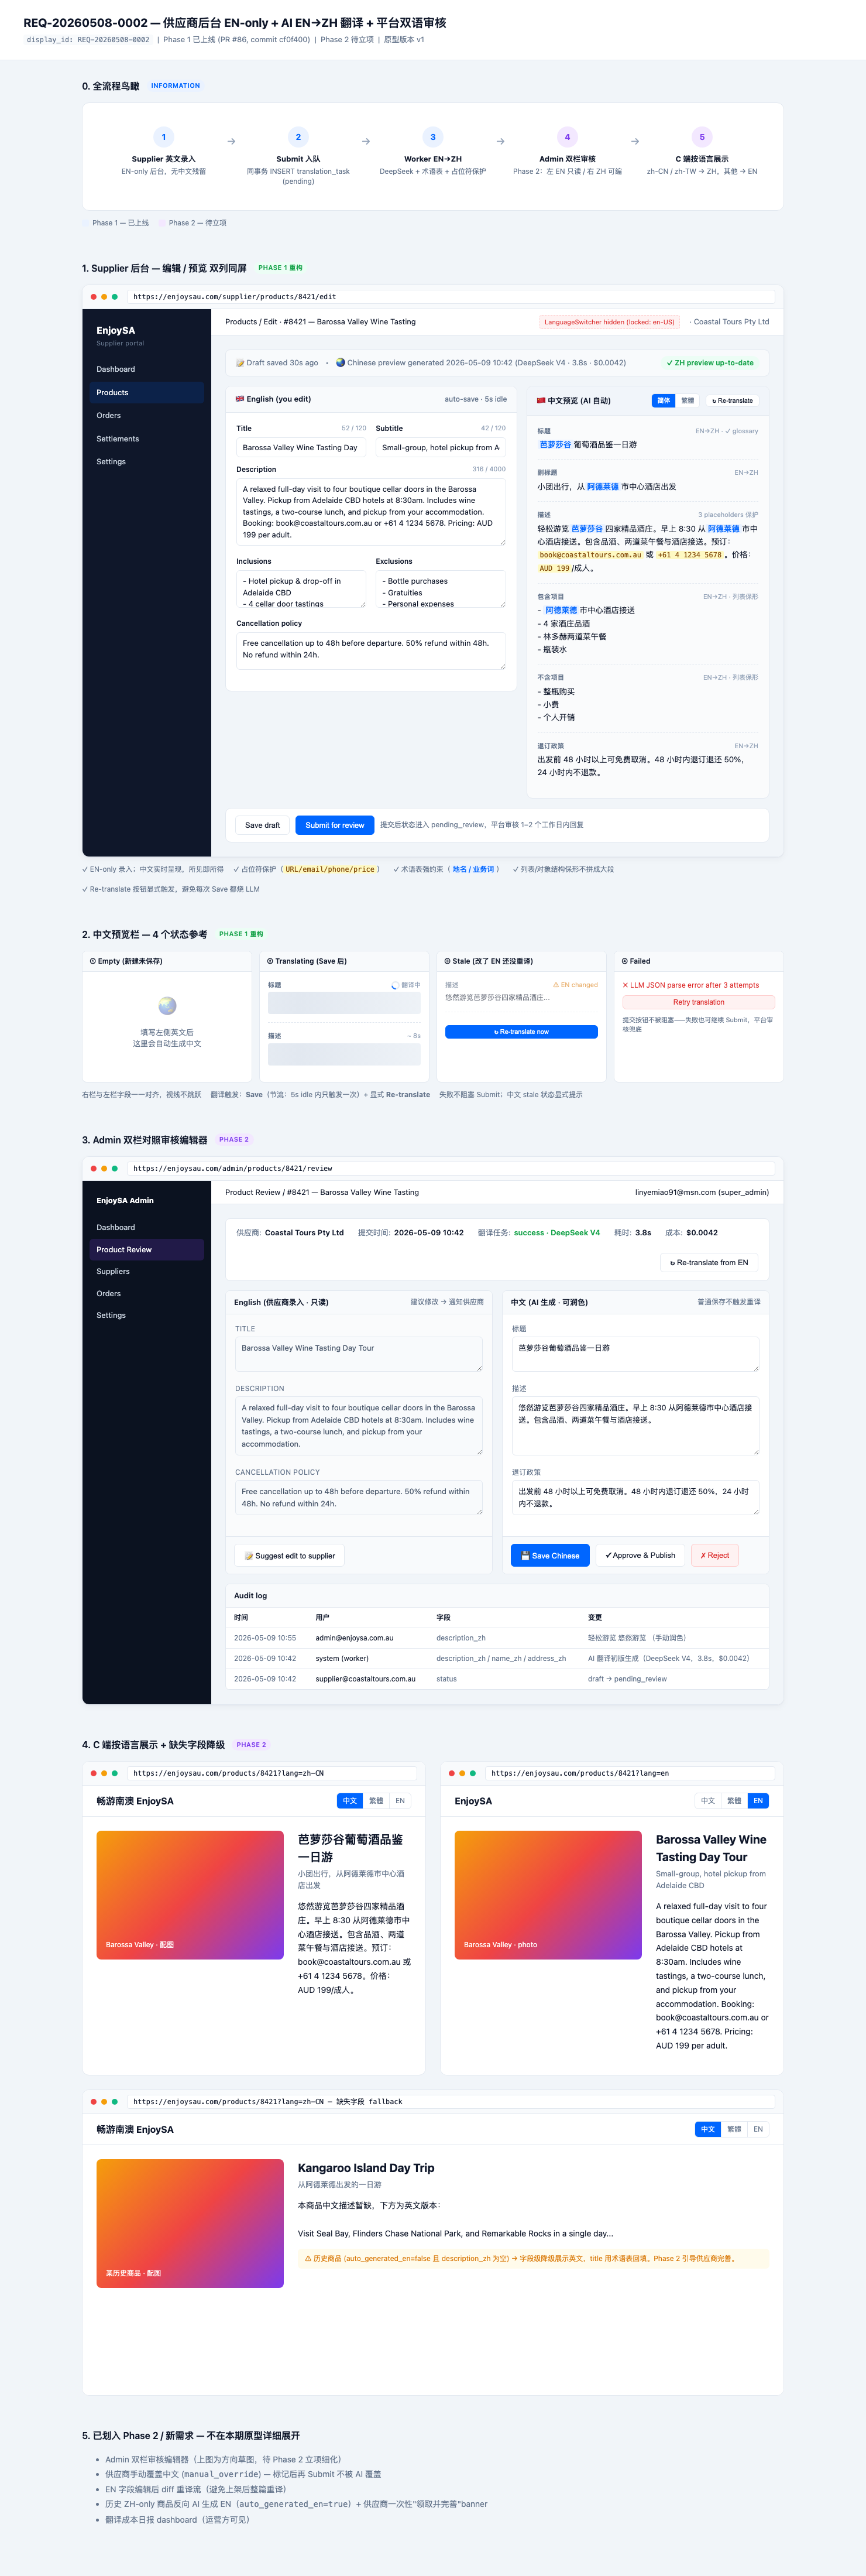 REQ-20260508-0002 — 供应商后台 EN-only + AI EN→ZH 翻译 + 平台双语审核
display_id: REQ-20260508-0002 | Phase 1 已上线 (PR #86, commit cf0f400) | Phase 2 待立项 | 原型版本 v1
0. 全流程鸟瞰 INFORMATION
1
→
2
→
3
→
4
→
5
Supplier 英文录入
EN-only 后台，无中文残留
Submit 入队
同事务 INSERT translation_task
(pending)
Worker EN→ZH
DeepSeek + 术语表 + 占位符保护
Admin 双栏审核
Phase 2：左 EN 只读 / 右 ZH 可编
C 端按语言展示
zh-CN / zh-TW → ZH，其他 → EN
Phase 1 — 已上线 Phase 2 — 待立项
1. Supplier 后台 — 编辑 / 预览 双列同屏 PHASE 1 重构
https://enjoysau.com/supplier/products/8421/edit
EnjoySA
Supplier portal
Dashboard
Products
Orders
Settlements
Settings
Products / Edit · #8421 — Barossa Valley Wine Tasting
LanguageSwitcher hidden (locked: en-US) · Coastal Tours Pty Ltd
📝 Draft saved 30s ago • 🌏 Chinese preview generated 2026-05-09 10:42 (DeepSeek V4 · 3.8s · $0.0042) ✓ ZH preview up-to-date
🇬🇧 English (you edit) auto-save · 5s idle
Title 52 / 120
Barossa Valley Wine Tasting Day
Subtitle 42 / 120
Small-group, hotel pickup from A
Description 316 / 4000
A relaxed full-day visit to four boutique cellar doors in the Barossa
Valley. Pickup from Adelaide CBD hotels at 8:30am. Includes wine
tastings, a two-course lunch, and pickup from your accommodation.
Booking: book@coastaltours.com.au or +61 4 1234 5678. Pricing: AUD
199 per adult.
Inclusions
- Hotel pickup & drop-off in
Adelaide CBD
- 4 cellar door tastings
Exclusions
- Bottle purchases
- Gratuities
- Personal expenses
Cancellation policy
Free cancellation up to 48h before departure. 50% refund within 48h.
No refund within 24h.
🇨🇳 中文预览 (AI 自动) 简体 繁體 ↻ Re-translate
标题 EN→ZH · ✓ glossary
芭萝莎谷 葡萄酒品鉴一日游
副标题 EN→ZH
小团出行，从 阿德莱德 市中心酒店出发
描述 3 placeholders 保护
轻松游览 芭萝莎谷 四家精品酒庄。早上 8:30 从 阿德莱德 市中
心酒店接送。包含品酒、两道菜午餐与酒店接送。预订：
book@coastaltours.com.au 或 +61 4 1234 5678 。价格：
AUD 199 /成人。
包含项目 EN→ZH · 列表保形
- 阿德莱德 市中心酒店接送
- 4 家酒庄品酒
- 林多赫两道菜午餐
- 瓶装水
不含项目 EN→ZH · 列表保形
- 整瓶购买
- 小费
- 个人开销
退订政策 EN→ZH
出发前 48 小时以上可免费取消。48 小时内退订退还 50%，
24 小时内不退款。
Save draft Submit for review 提交后状态进入 pending_review，平台审核 1–2 个工作日内回复
✓ EN-only 录入；中文实时呈现，所见即所得 ✓ 占位符保护（ URL/email/phone/price ） ✓ 术语表强约束（ 地名 / 业务词 ） ✓ 列表/对象结构保形不拼成大段
✓ Re-translate 按钮显式触发，避免每次 Save 都烧 LLM
2. 中文预览栏 — 4 个状态参考 PHASE 1 重构
① Empty (新建未保存)
填写左侧英文后
这里会自动生成中文
② Translating (Save 后)
标题 翻译中
描述 ~ 8s
③ Stale (改了 EN 还没重译)
描述 ⚠ EN changed
悠然游览芭萝莎谷四家精品酒庄...
↻ Re-translate now
④ Failed
✕ LLM JSON parse error after 3 attempts
Retry translation
提交按钮不被阻塞——失败也可继续 Submit，平台审
核兜底
右栏与左栏字段一一对齐，视线不跳跃 翻译触发：Save（节流：5s idle 内只触发一次）+ 显式 Re-translate 失败不阻塞 Submit；中文 stale 状态显式提示
3. Admin 双栏对照审核编辑器 PHASE 2
https://enjoysau.com/admin/products/8421/review
EnjoySA Admin
Dashboard
Product Review
Suppliers
Orders
Settings
Product Review / #8421 — Barossa Valley Wine Tasting linyemiao91@msn.com (super_admin)
供应商: Coastal Tours Pty Ltd 提交时间: 2026-05-09 10:42 翻译任务: success · DeepSeek V4 耗时: 3.8s 成本: $0.0042
↻ Re-translate from EN
English (供应商录入 · 只读) 建议修改 → 通知供应商
TITLE
Barossa Valley Wine Tasting Day Tour
DESCRIPTION
A relaxed full-day visit to four boutique cellar doors in the Barossa
Valley. Pickup from Adelaide CBD hotels at 8:30am. Includes wine
tastings, a two-course lunch, and pickup from your
accommodation.
CANCELLATION POLICY
Free cancellation up to 48h before departure. 50% refund within
48h. No refund within 24h.
📝 Suggest edit to supplier
中文 (AI 生成 · 可润色) 普通保存不触发重译
标题
芭萝莎谷葡萄酒品鉴一日游
描述
悠然游览芭萝莎谷四家精品酒庄。早上 8:30 从阿德莱德市中心酒店接
送。包含品酒、两道菜午餐与酒店接送。
退订政策
出发前 48 小时以上可免费取消。48 小时内退订退还 50%，24 小时
内不退款。
💾 Save Chinese ✓ Approve & Publish ✗ Reject
Audit log
时间 用户 字段 变更
2026-05-09 10:55 admin@enjoysa.com.au description_zh 轻松游览 悠然游览 （手动润色）
2026-05-09 10:42 system (worker) description_zh / name_zh / address_zh AI 翻译初版生成（DeepSeek V4，3.8s，$0.0042）
2026-05-09 10:42 supplier@coastaltours.com.au status draft → pending_review
4. C 端按语言展示 + 缺失字段降级 PHASE 2
https://enjoysau.com/products/8421?lang=zh-CN
畅游南澳 EnjoySA 中文 繁體 EN
Barossa Valley · 配图
芭萝莎谷葡萄酒品鉴
一日游
小团出行，从阿德莱德市中心酒
店出发
悠然游览芭萝莎谷四家精品酒
庄。早上 8:30 从阿德莱德市中
心酒店接送。包含品酒、两道
菜午餐与酒店接送。预订：
book@coastaltours.com.au 或
+61 4 1234 5678。价格：
AUD 199/成人。
https://enjoysau.com/products/8421?lang=en
EnjoySA 中文 繁體 EN
Barossa Valley · photo
Barossa Valley Wine
Tasting Day Tour
Small-group, hotel pickup from
Adelaide CBD
A relaxed full-day visit to four
boutique cellar doors in the
Barossa Valley. Pickup from
Adelaide CBD hotels at
8:30am. Includes wine
tastings, a two-course lunch,
and pickup from your
accommodation. Booking:
book@coastaltours.com.au or
+61 4 1234 5678. Pricing:
AUD 199 per adult.
https://enjoysau.com/products/8421?lang=zh-CN — 缺失字段 fallback
畅游南澳 EnjoySA 中文 繁體 EN
某历史商品 · 配图
Kangaroo Island Day Trip
从阿德莱德出发的一日游
本商品中文描述暂缺，下方为英文版本：
Visit Seal Bay, Flinders Chase National Park, and Remarkable Rocks in a single day...
⚠ 历史商品 (auto_generated_en=false 且 description_zh 为空) → 字段级降级展示英文，title 用术语表回填。Phase 2 引导供应商完善。
5. 已划入 Phase 2 / 新需求 — 不在本期原型详细展开
• Admin 双栏审核编辑器（上图为方向草图，待 Phase 2 立项细化）
• 供应商手动覆盖中文 (manual_override) — 标记后再 Submit 不被 AI 覆盖
• EN 字段编辑后 diff 重译流（避免上架后整篇重译）
• 历史 ZH-only 商品反向 AI 生成 EN（auto_generated_en=true）+ 供应商一次性"领取并完善"banner
• 翻译成本日报 dashboard（运营方可见）